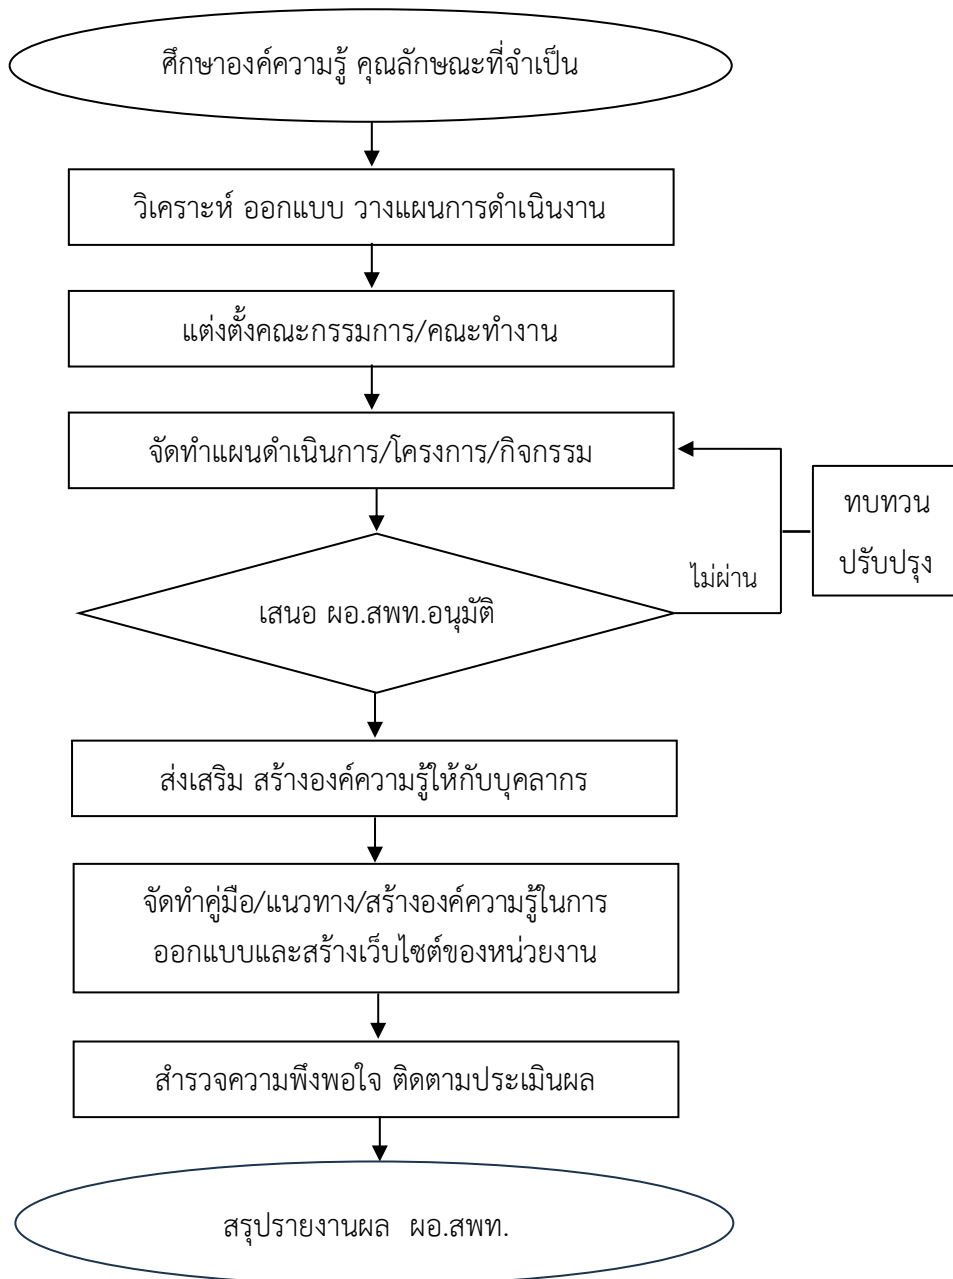 ศึกษาองค์ความรู้ คุณลักษณะที่จำเป็น
วิเคราะห์ ออกแบบ วางแผนการดำเนินงาน
แต่งตั้งคณะกรรมการ/คณะทำงาน
จัดทำแผนดำเนินการ/โครงการ/กิจกรรม
ทบทวน
ปรับปรุง
ไม่ผ่าน
เสนอ ผอ.สพท.อนุมัติ
ส่งเสริม สร้างองค์ความรู้ให้กับบุคลากร
จัดทำคู่มือ/แนวทาง/สร้างองค์ความรู้ในการ
ออกแบบและสร้างเว็บไซต์ของหน่วยงาน
สำรวจความพึงพอใจ ติดตามประเมินผล
สรุปรายงานผล ผอ.สพท.